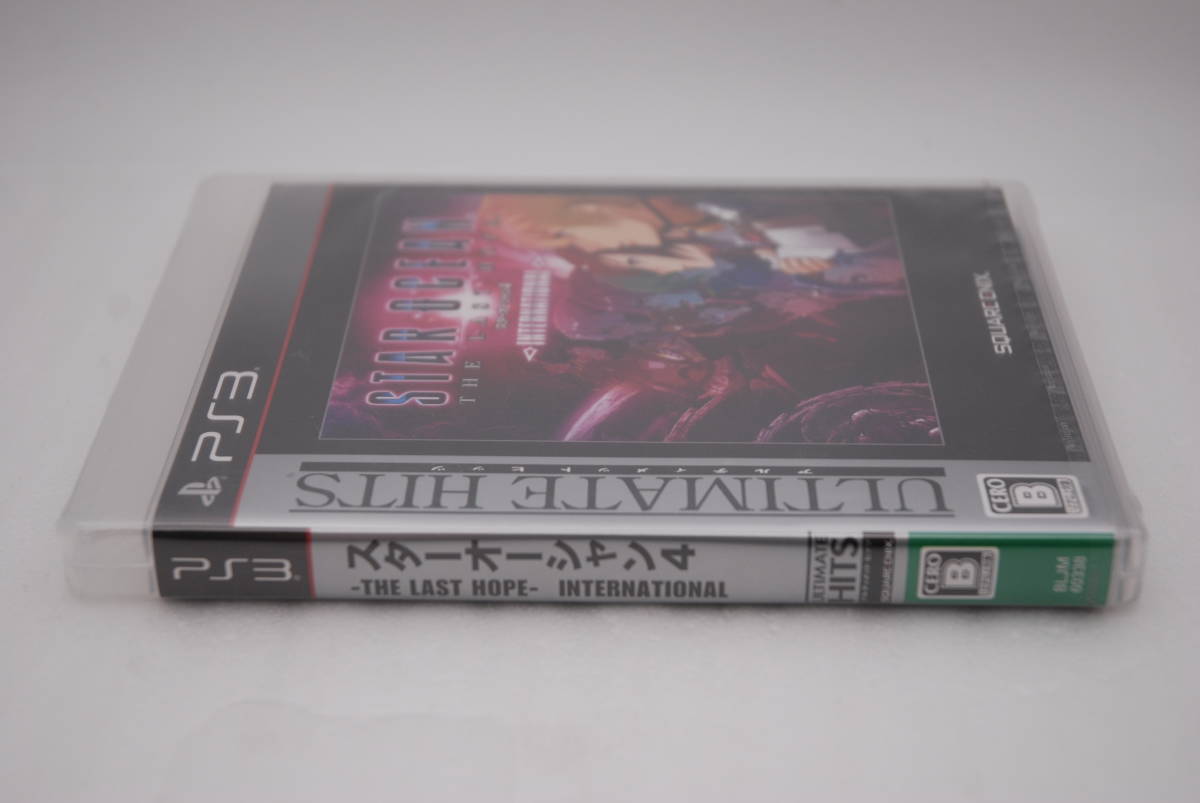 PS3
STAR OCEAN
THE LAST HOPE
INTERNATIONAL
SQUARE ENIX
ULTIMATE HITS
アルティメット ヒッツ
CERO
B
PS3
スターオーシャン4
-THE LAST HOPE- INTERNATIONAL
ULTIMATE
HITS
SQUARE ENIX
CERO
B
BLJM
60338